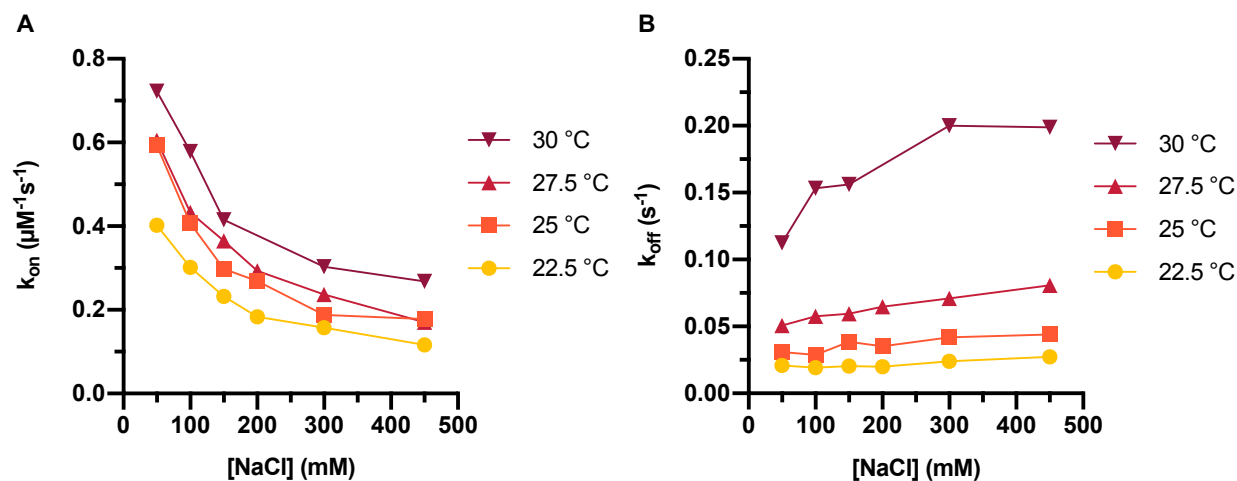 A
k_on (µM⁻¹s⁻¹)
0.8
0.6
0.4
0.2
0.0
0 100 200 300 400 500
[NaCl] (mM)
30 °C
27.5 °C
25 °C
22.5 °C
B
k_off (s⁻¹)
0.25
0.20
0.15
0.10
0.05
0.00
0 100 200 300 400 500
[NaCl] (mM)
30 °C
27.5 °C
25 °C
22.5 °C